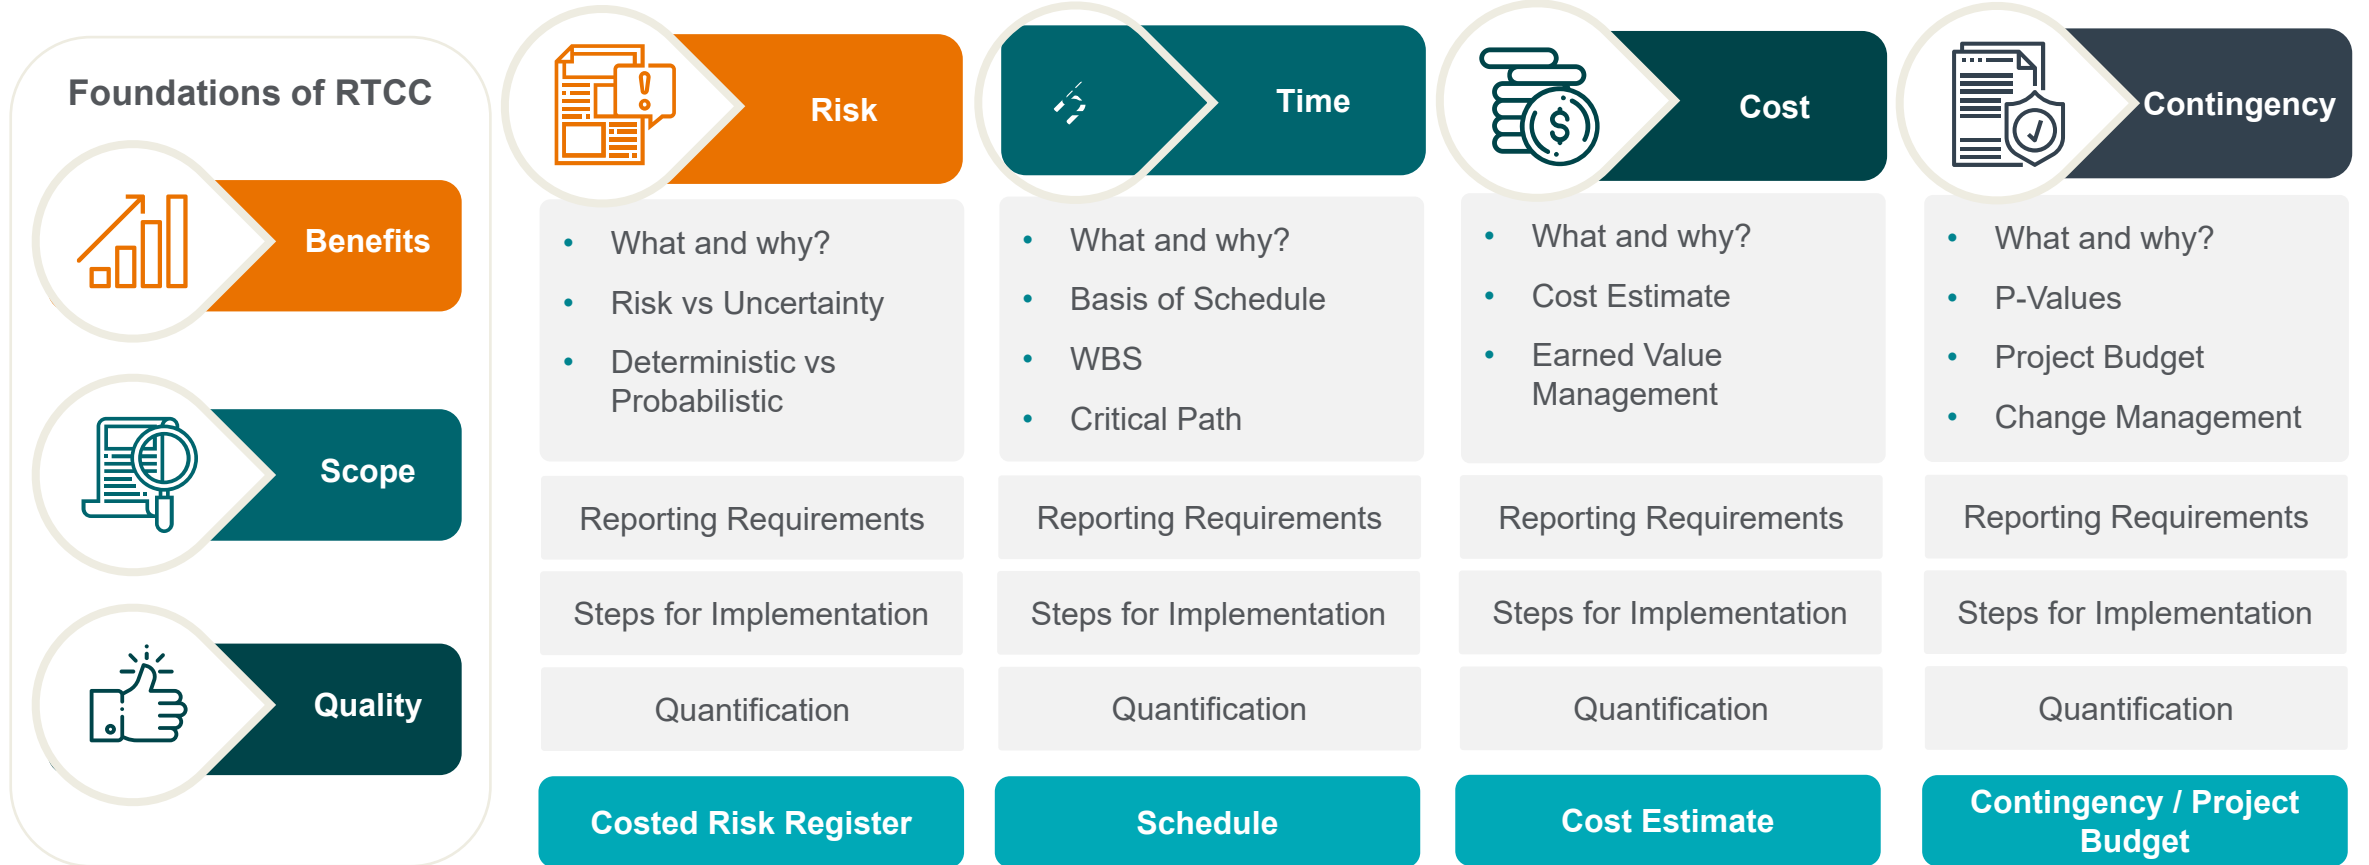 Foundations of RTCC
Benefits
Scope
Quality
Risk
• What and why?
• Risk vs Uncertainty
• Deterministic vs
Probabilistic
Reporting Requirements
Steps for Implementation
Quantification
Costed Risk Register
Time
• What and why?
• Basis of Schedule
• WBS
• Critical Path
Reporting Requirements
Steps for Implementation
Quantification
Schedule
Cost
• What and why?
• Cost Estimate
• Earned Value
Management
Reporting Requirements
Steps for Implementation
Quantification
Cost Estimate
Contingency
• What and why?
• P-Values
• Project Budget
• Change Management
Reporting Requirements
Steps for Implementation
Quantification
Contingency / Project
Budget